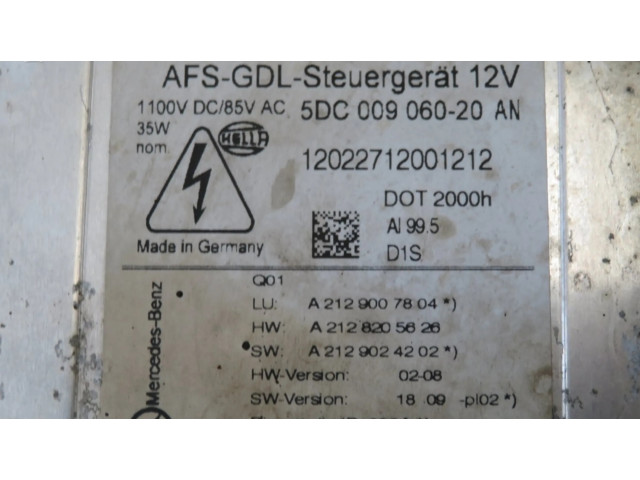 AFS-GDL-Steuergerät 12V
1100V DC/85V AC 5DC 009 060-20 AN
35W
nom.
HELLA
12022712001212
DOT 2000h
Al 99.5
D1S
Made in Germany
Q01
LU: A 212 900 78 04 *)
HW: A 212 820 56 26
SW: A 212 902 42 02 *)
HW-Version: 02-08
SW-Version: 18 09 -pl02 *)
Mercedes-Benz